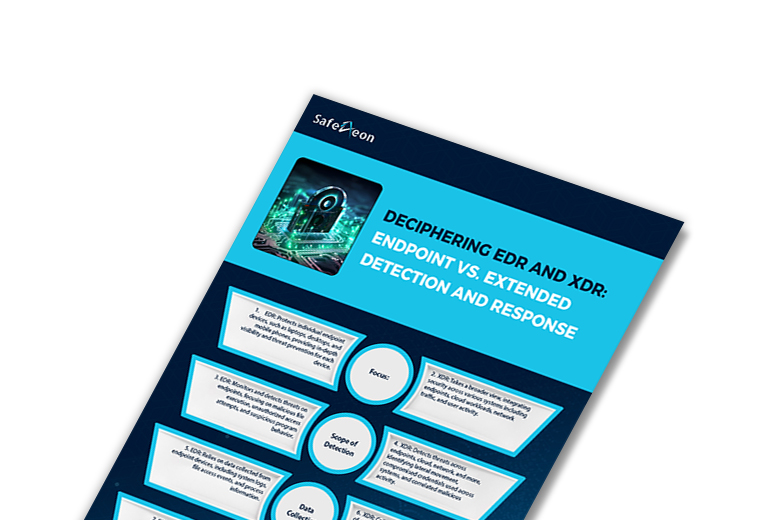 SafeAeon
DECIPHERING EDR AND XDR:
ENDPOINT VS. EXTENDED
DETECTION AND RESPONSE
1. EDR: Protects individual endpoint
devices, such as laptops, desktops, and
mobile phones, providing in-depth
visibility and threat prevention for each
device.
Focus:
2. XDR: Takes a broader view, integrating
security across various systems including
endpoints, cloud workloads, network
traffic, and user activity.
3. EDR: Monitors and detects threats on
endpoints, focusing on malicious file
execution, unauthorized access
attempts, and suspicious program
behavior.
Scope of
Detection
4. XDR: Detects threats across
endpoints, cloud, network, and more,
identifying lateral movement,
compromised credentials used across
systems, and correlated malicious
activity.
5. EDR: Relies on data collected from
endpoint devices, including system logs,
file access events, and process
information.
Data